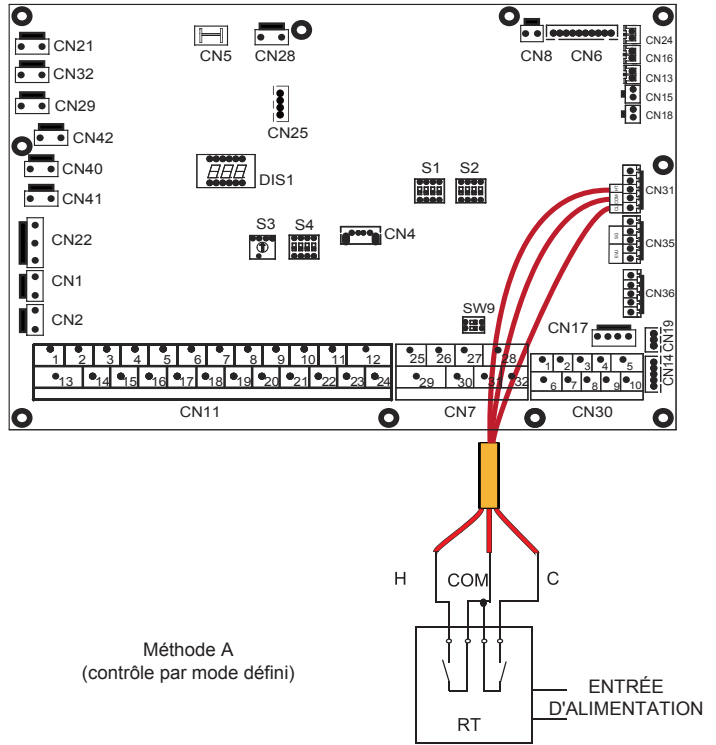 CN21
CN32
CN29
CN42
CN40
CN41
CN22
CN1
CN2
CN5
CN28
CN25
DIS1
S3
S4
CN4
S1
S2
SW9
CN8
CN6
CN24
CN16
CN13
CN15
CN18
CN31
CN35
CN36
CN17
CN19
CN14
1 2 3 4 5 6 7 8 9 10 11 12
13 14 15 16 17 18 19 20 21 22 23 24
CN11
25 26 27 28
29 30 31 32
CN7
1 2 3 4 5
6 7 8 9 10
CN30
H
COM
C
Méthode A
(contrôle par mode défini)
RT
ENTRÉE
D'ALIMENTATION